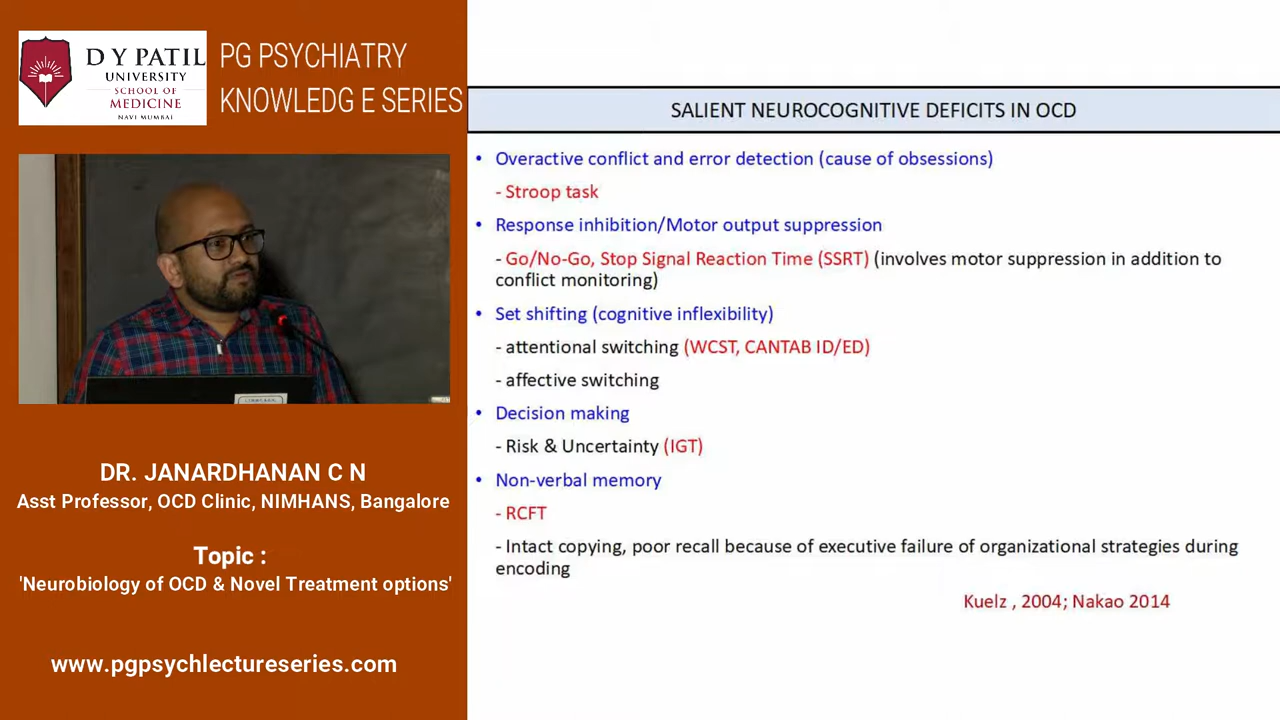 D Y PATIL
UNIVERSITY
SCHOOL OF
MEDICINE
NAVI MUMBAI
PG PSYCHIATRY
KNOWLEDG E SERIES
DR. JANARDHANAN C N
Asst Professor, OCD Clinic, NIMHANS, Bangalore
Topic :
'Neurobiology of OCD & Novel Treatment options'
www.pgpsychlectureseries.com
SALIENT NEUROCOGNITIVE DEFICITS IN OCD
• Overactive conflict and error detection (cause of obsessions)
- Stroop task
• Response inhibition/Motor output suppression
- Go/No-Go, Stop Signal Reaction Time (SSRT) (involves motor suppression in addition to
conflict monitoring)
• Set shifting (cognitive inflexibility)
- attentional switching (WCST, CANTAB ID/ED)
- affective switching
• Decision making
- Risk & Uncertainty (IGT)
• Non-verbal memory
- RCFT
- Intact copying, poor recall because of executive failure of organizational strategies during
encoding
Kuelz , 2004; Nakao 2014